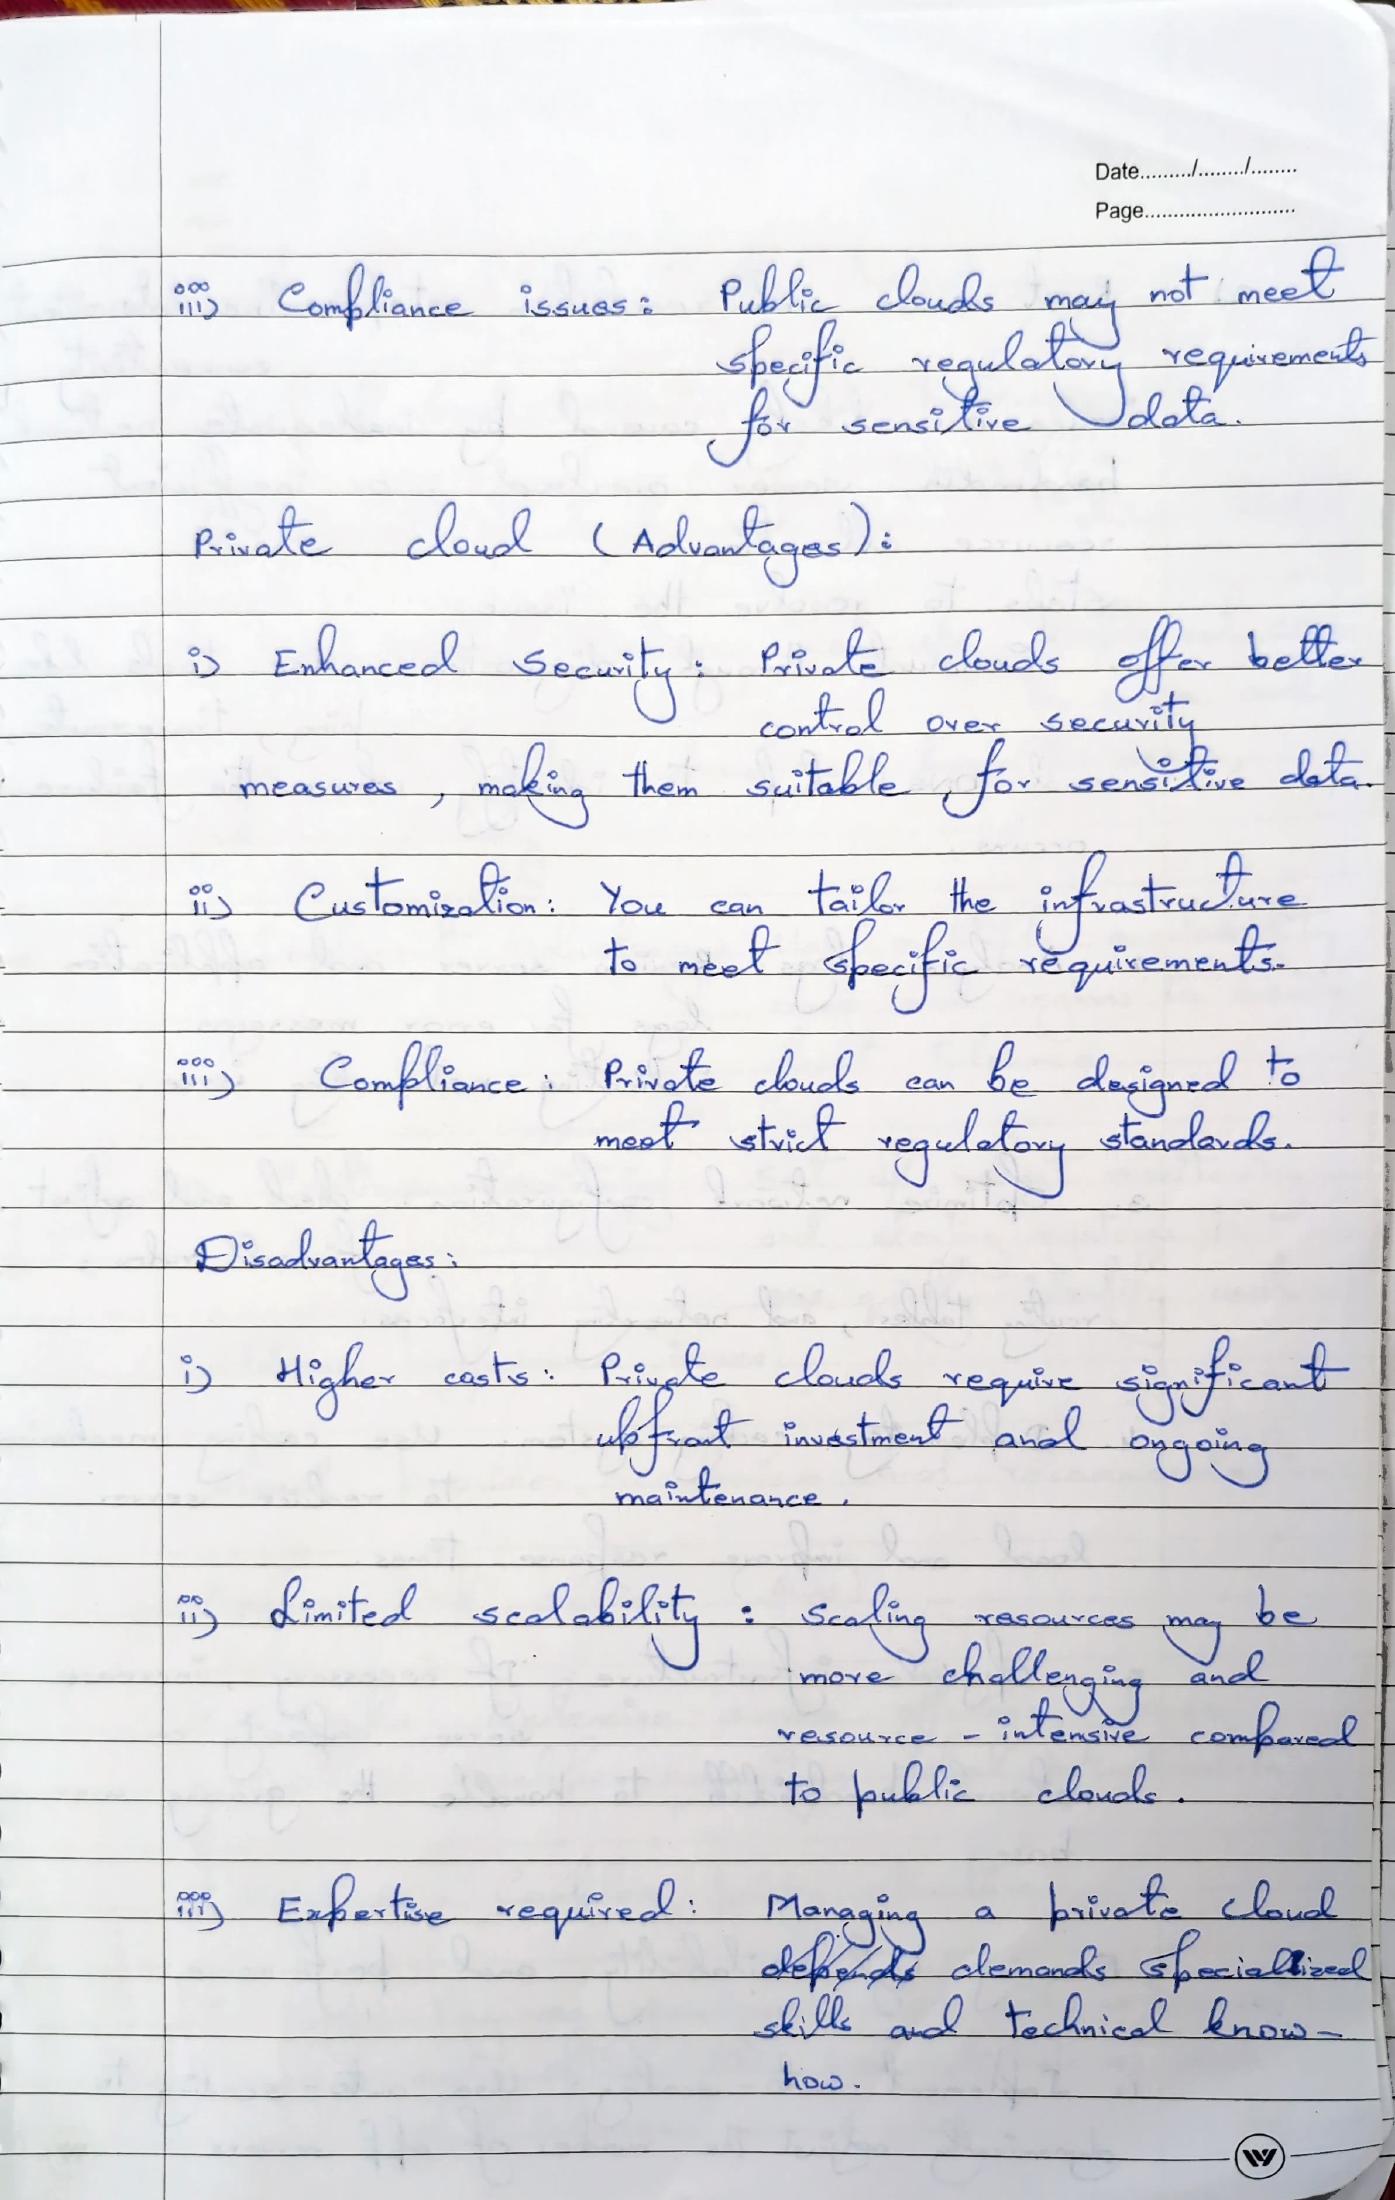 Date........./......../........
Page...........................
iii) Compliance issues: Public clouds may not meet
specific regulatory requirements
for sensitive data.
Private cloud (Advantages):
i) Enhanced Security: Private clouds offer better
control over security
measures, making them suitable for sensitive data.
ii) Customization: You can tailor the infrastructure
to meet specific requirements.
iii) Compliance: Private clouds can be designed to
meet strict regulatory standards.
Disadvantages:
i) Higher costs: Private clouds require significant
upfront investment and ongoing
maintenance.
ii) Limited scalability: Scaling resources may be
more challenging and
resource - intensive compared
to public clouds.
iii) Expertise required: Managing a private cloud
depends demands specialized
skills and technical know-
how.
W